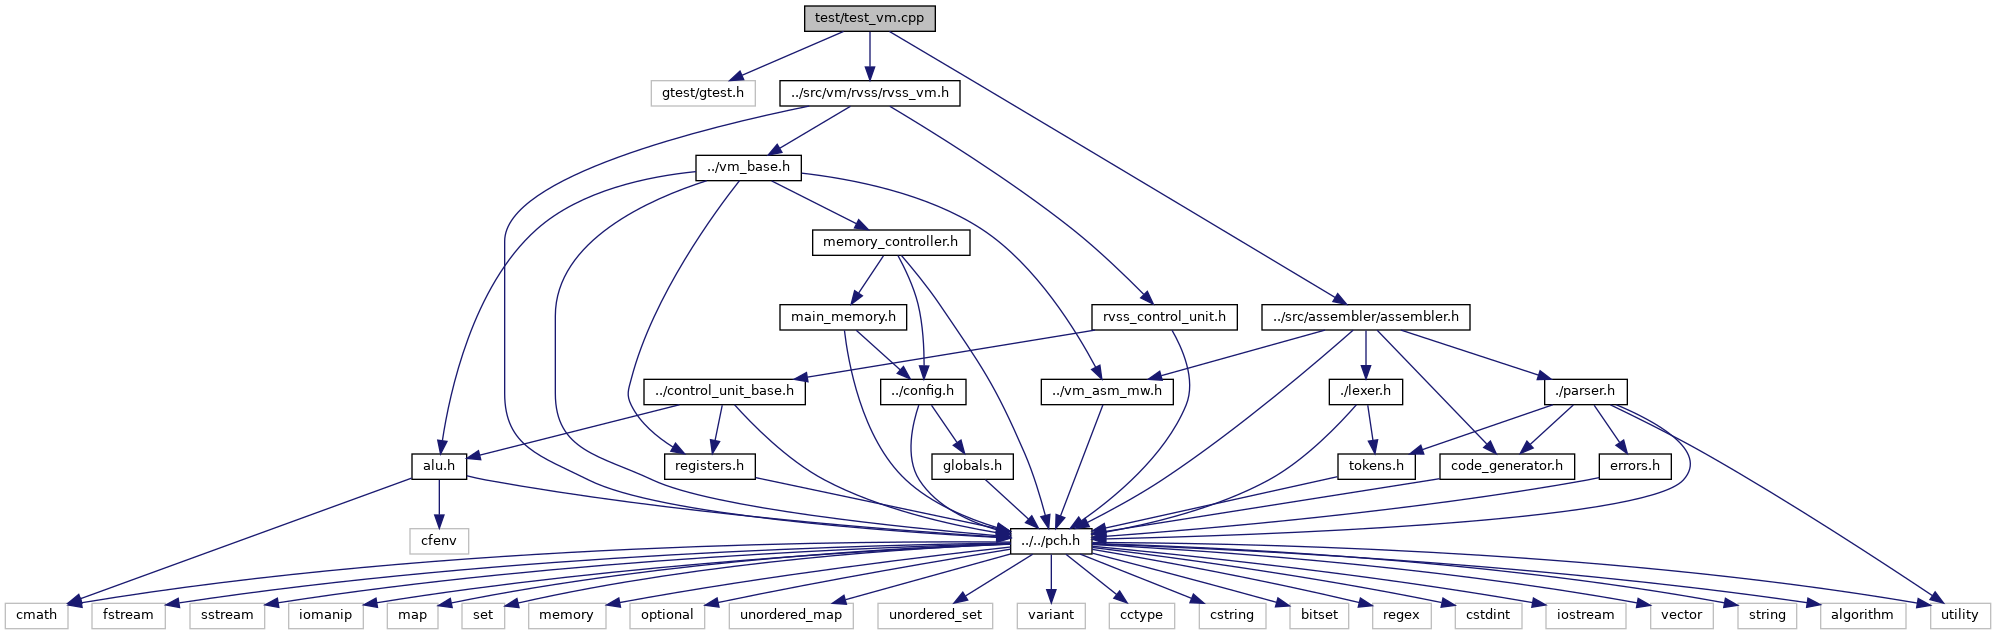 test/test_vm.cpp
gtest/gtest.h
../src/vm/rvss/rvss_vm.h
../vm_base.h
memory_controller.h
main_memory.h
rvss_control_unit.h
../src/assembler/assembler.h
../control_unit_base.h
../config.h
../vm_asm_mw.h
./lexer.h
./parser.h
alu.h
registers.h
globals.h
tokens.h
code_generator.h
errors.h
cfenv
../../pch.h
cmath
fstream
sstream
iomanip
map
set
memory
optional
unordered_map
unordered_set
variant
cctype
cstring
bitset
regex
cstdint
iostream
vector
string
algorithm
utility